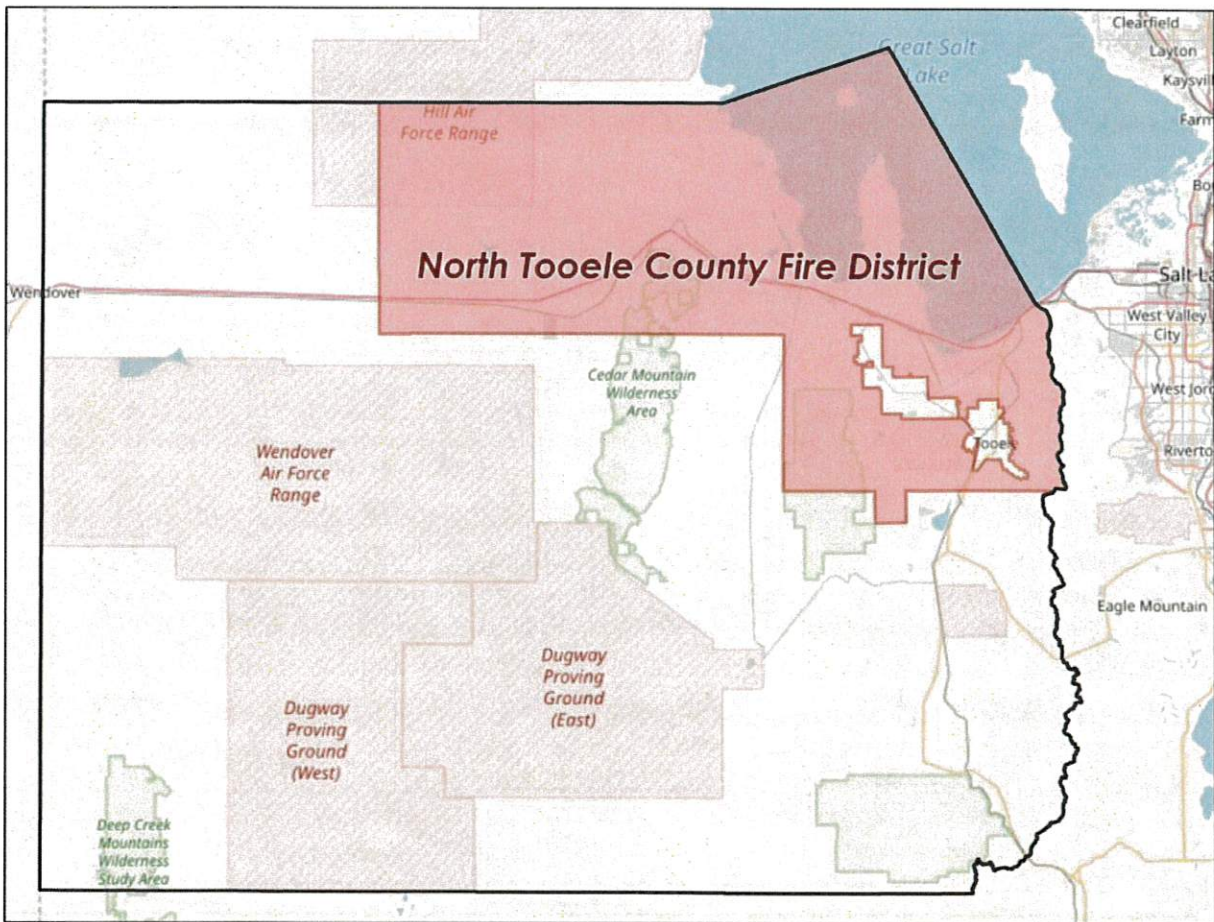 Clearfield
Great Salt
Lake
Layton
Kaysvil
Farm
Hill Air
Force Range
Bou
North Tooele County Fire District
Salt La
Wendover
West Valley
City
Cedar Mountain
Wilderness
Area
West Jord
Tooele
Riverto
Wendover
Air Force
Range
Eagle Mountain
Dugway
Proving
Ground
(East)
Dugway
Proving
Ground
(West)
Deep Creek
Mountains
Wilderness
Study Area